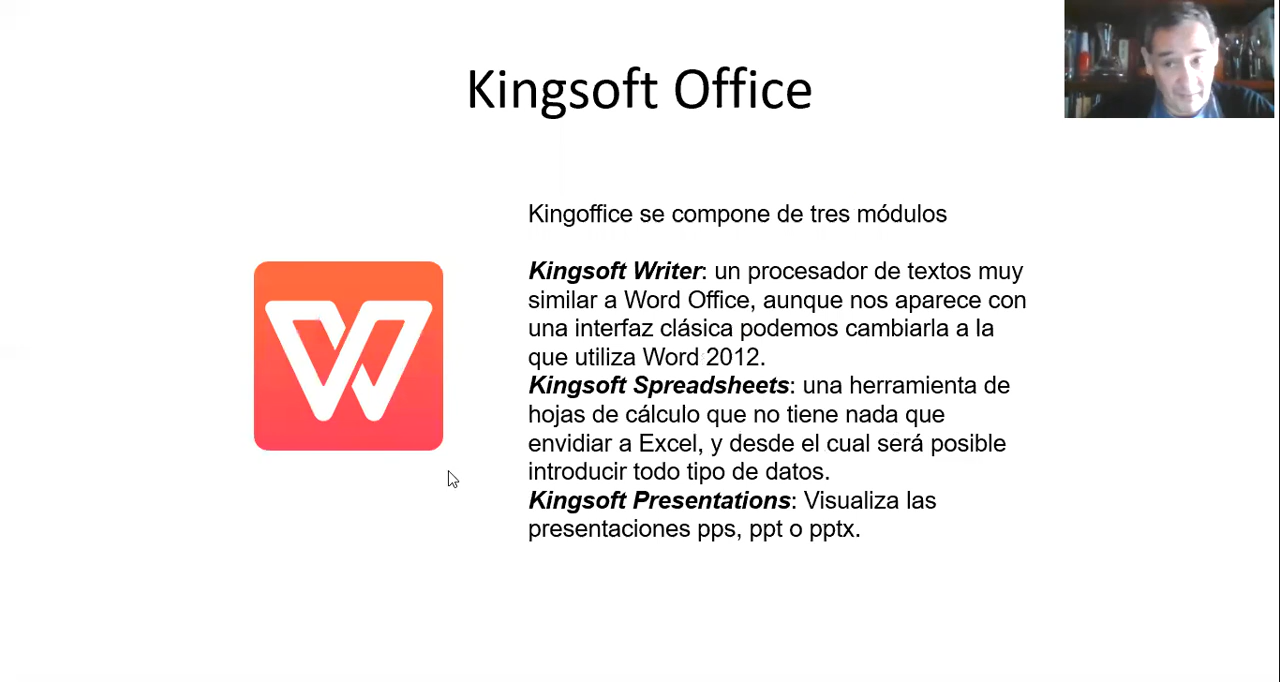 Kingsoft Office
Kingoffice se compone de tres módulos
Kingsoft Writer: un procesador de textos muy
similar a Word Office, aunque nos aparece con
una interfaz clásica podemos cambiarla a la
que utiliza Word 2012.
Kingsoft Spreadsheets: una herramienta de
hojas de cálculo que no tiene nada que
envidiar a Excel, y desde el cual será posible
introducir todo tipo de datos.
Kingsoft Presentations: Visualiza las
presentaciones pps, ppt o pptx.